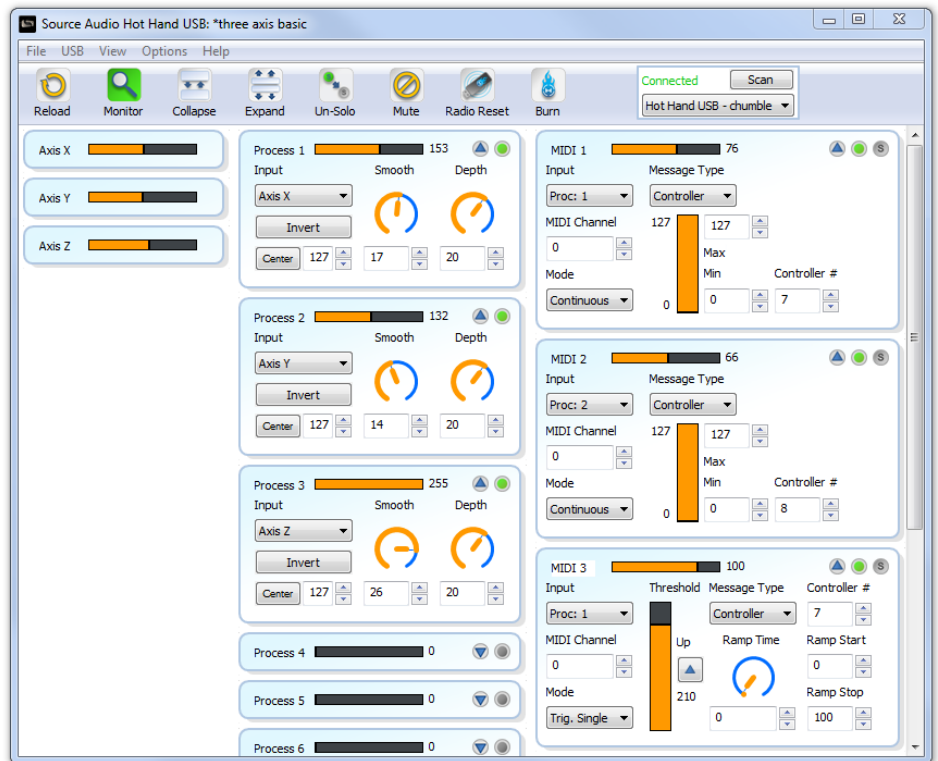 Source Audio Hot Hand USB: *three axis basic
File USB View Options Help
Connected Scan
Hot Hand USB - chumble
Reload Monitor Collapse Expand Un-Solo Mute Radio Reset Burn
Axis X
Axis Y
Axis Z
Process 1 153
Input Smooth Depth
Axis X
Invert
Center 127 17 20
Process 2 132
Input Smooth Depth
Axis Y
Invert
Center 127 14 20
Process 3 255
Input Smooth Depth
Axis Z
Invert
Center 127 26 20
Process 4 0
Process 5 0
Process 6 0
MIDI 1 76 S
Input Message Type
Proc: 1 Controller
MIDI Channel 127 127
0 Max
Mode Min Controller #
Continuous 0 0 7
MIDI 2 66 S
Input Message Type
Proc: 2 Controller
MIDI Channel 127 127
0 Max
Mode Min Controller #
Continuous 0 0 8
MIDI 3 100 S
Input Threshold Message Type Controller #
Proc: 1 Controller 7
MIDI Channel Up Ramp Time Ramp Start
0 0
Mode 210 Ramp Stop
Trig. Single 0 100